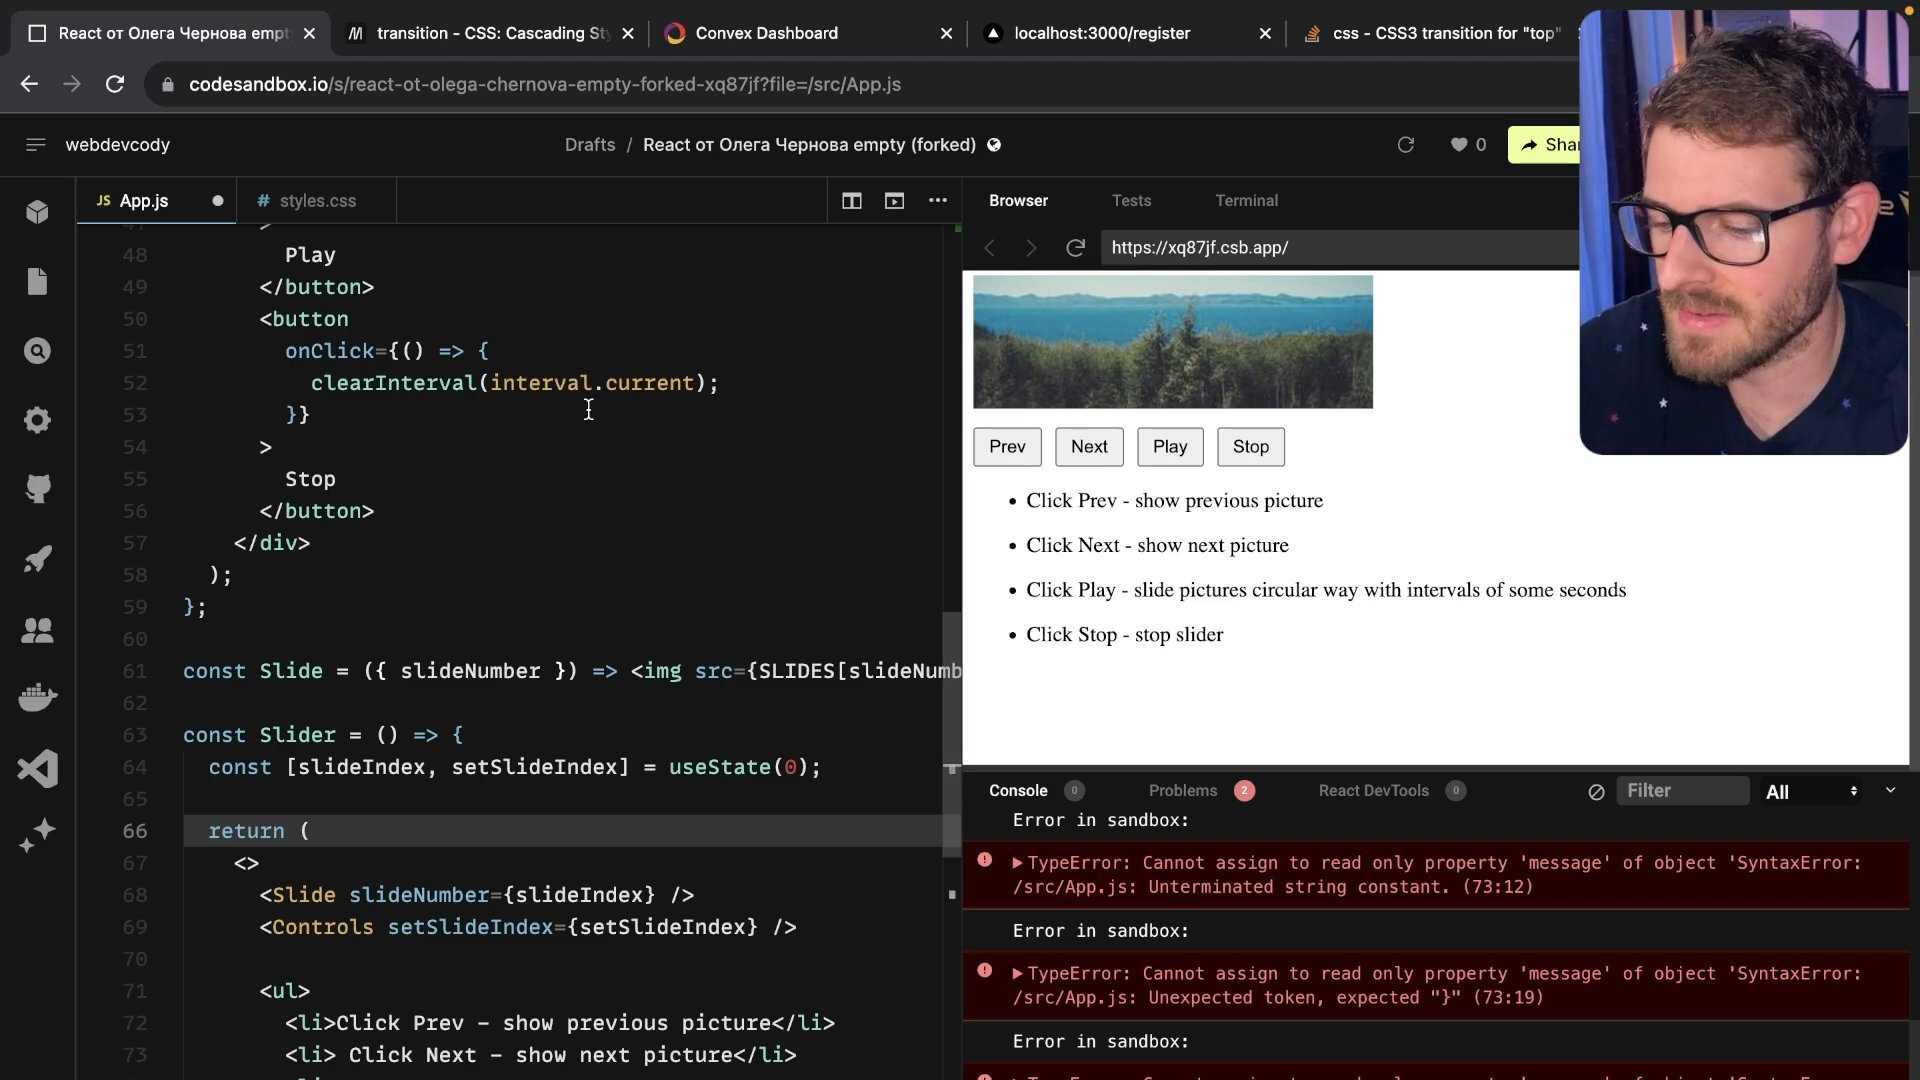 React от Олега Чернова empt
transition - CSS: Cascading St
Convex Dashboard
localhost:3000/register
css - CSS3 transition for "top"
codesandbox.io/s/react-ot-olega-chernova-empty-forked-xq87jf?file=/src/App.js
webdevcody
Drafts / React от Олега Чернова empty (forked)
0
Shar
JS App.js
# styles.css
Browser
Tests
Terminal
https://xq87jf.csb.app/
47 >
48 Play
49 </button>
50 <button
51 onClick={() => {
52 clearInterval(interval.current);
53 }}
54 >
55 Stop
56 </button>
57 </div>
58 );
59 };
60
61 const Slide = ({ slideNumber }) => <img src={SLIDES[slideNumb
62
63 const Slider = () => {
64 const [slideIndex, setSlideIndex] = useState(0);
65
66 return (
67 <>
68 <Slide slideNumber={slideIndex} />
69 <Controls setSlideIndex={setSlideIndex} />
70
71 <ul>
72 <li>Click Prev - show previous picture</li>
73 <li> Click Next - show next picture</li>
Prev
Next
Play
Stop
• Click Prev - show previous picture
• Click Next - show next picture
• Click Play - slide pictures circular way with intervals of some seconds
• Click Stop - stop slider
Console 0
Problems 2
React DevTools 0
Filter
All
Error in sandbox:
TypeError: Cannot assign to read only property 'message' of object 'SyntaxError:
/src/App.js: Unterminated string constant. (73:12)
Error in sandbox:
TypeError: Cannot assign to read only property 'message' of object 'SyntaxError:
/src/App.js: Unexpected token, expected "}" (73:19)
Error in sandbox: